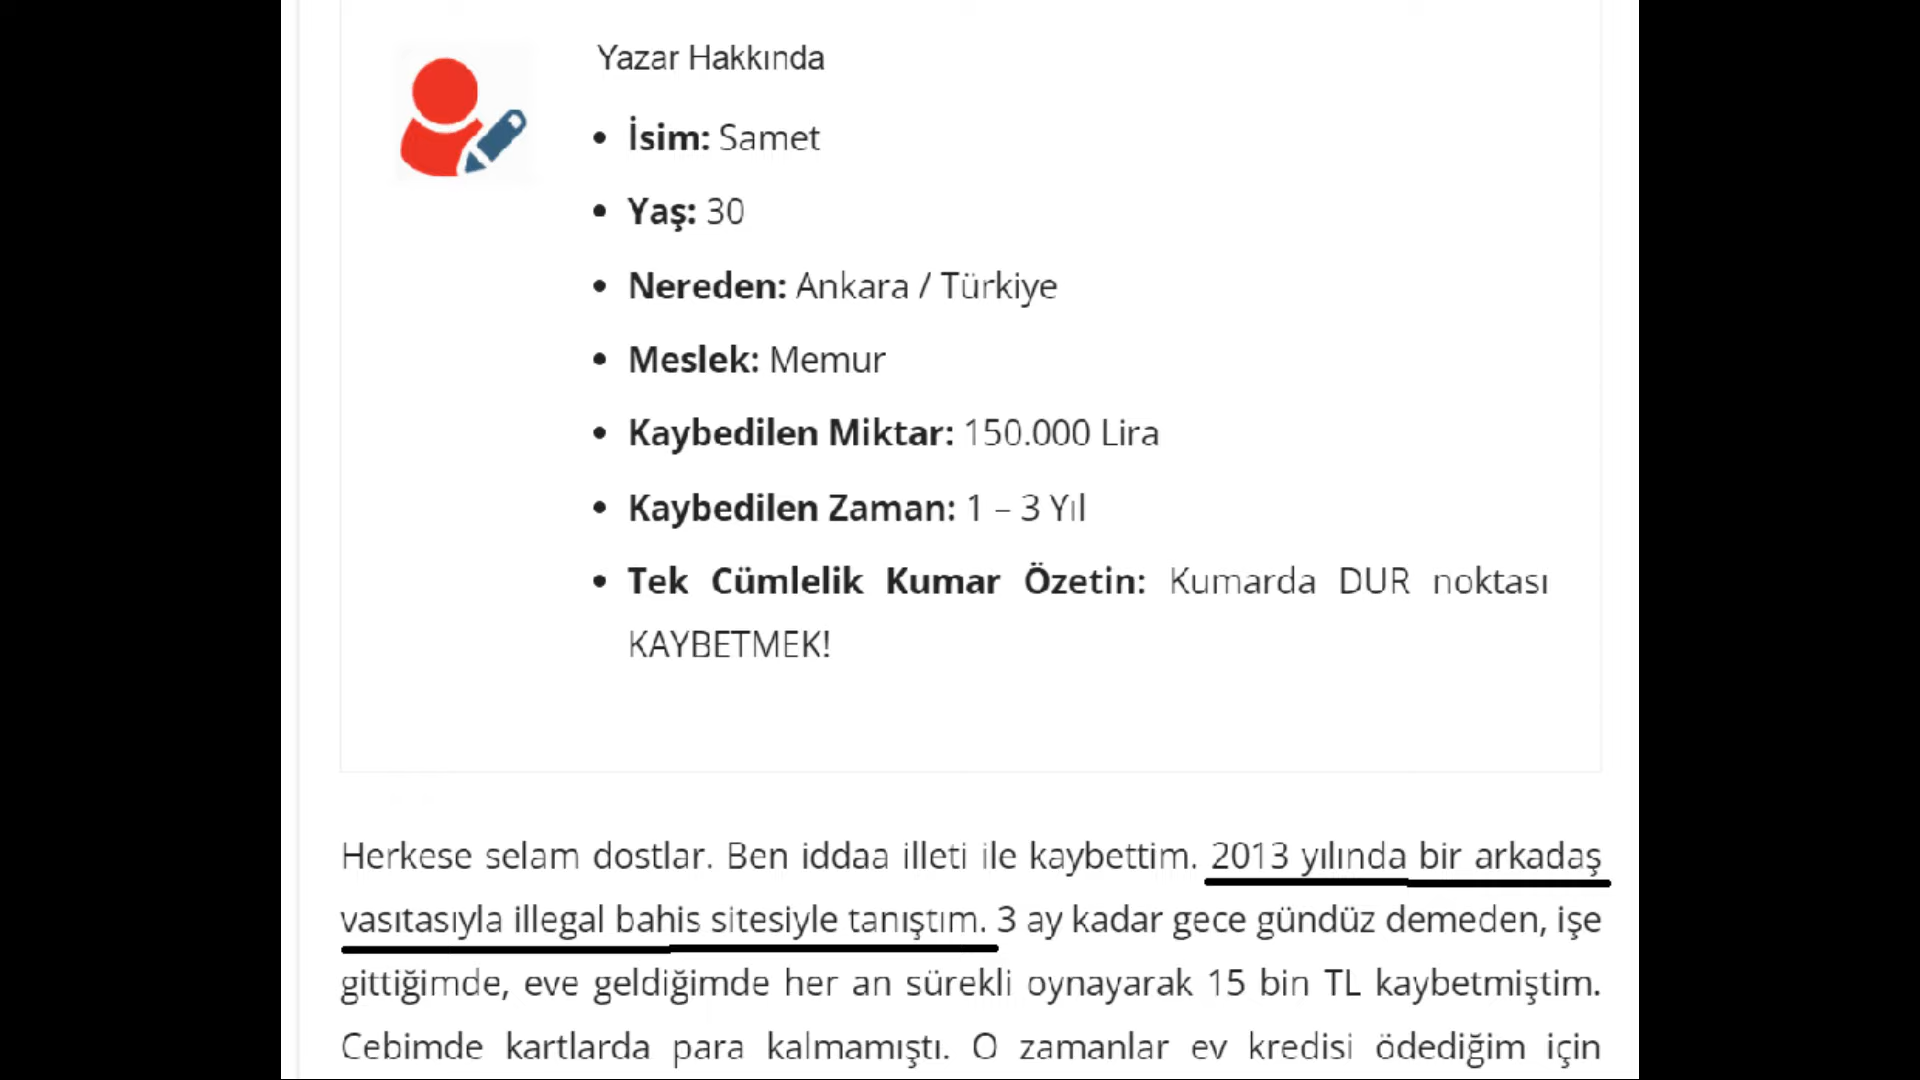 Yazar Hakkında
• İsim: Samet
• Yaş: 30
• Nereden: Ankara / Türkiye
• Meslek: Memur
• Kaybedilen Miktar: 150.000 Lira
• Kaybedilen Zaman: 1 – 3 Yıl
• Tek Cümlelik Kumar Özetin: Kumarda DUR noktası
KAYBETMEK!
Herkese selam dostlar. Ben iddaa illeti ile kaybettim. 2013 yılında bir arkadaş
vasıtasıyla illegal bahis sitesiyle tanıştım. 3 ay kadar gece gündüz demeden, işe
gittiğimde, eve geldiğimde her an sürekli oynayarak 15 bin TL kaybetmiştim.
Cebimde kartlarda para kalmamıştı. O zamanlar ev kredisi ödediğim için